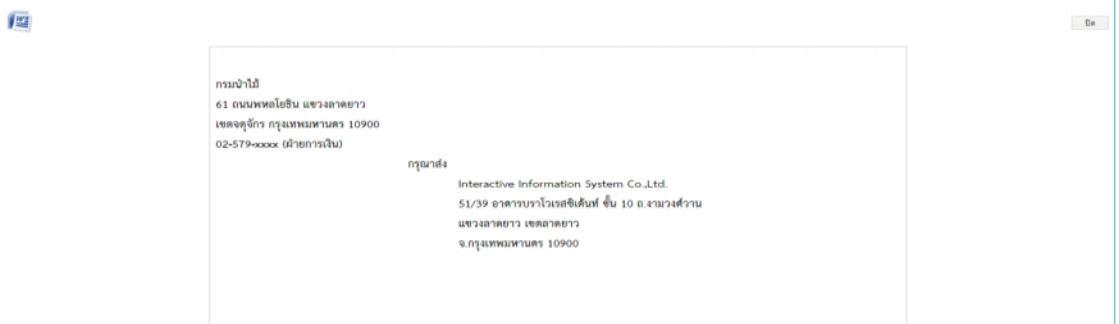 ปิด
กรมป่าไม้
61 ถนนพหลโยธิน แขวงลาดยาว
เขตจตุจักร กรุงเทพมหานคร 10900
02-579-xxxx (ฝ่ายการเงิน)
กรุณาส่ง
Interactive Information System Co.,Ltd.
51/39 อาคารบราโวเรสซิเด้นท์ ชั้น 10 ถ.งามวงศ์วาน
แขวงลาดยาว เขตลาดยาว
จ.กรุงเทพมหานคร 10900